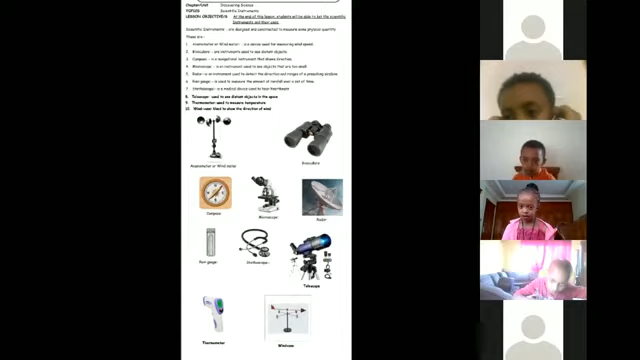 Chapter/Unit Discovering Science
TOPICS Scientific Instruments
LESSON OBJECTIVE/S At the end of this lesson, students will be able to list the scientific
instruments and their uses.
Scientific Instruments - are designed and constructed to measure some physical quantity.
These are -
1. Anemometer or Wind meter - is a device used for measuring wind speed.
2. Binoculars - are instruments used to see distant objects.
3. Compass - is a navigational instrument that shows direction.
4. Microscope - is an instrument used to see objects that are too small.
5. Radar - is an instrument used to detect the direction and ranges of a
6. Rain gauge - is used to measure the amount of rainfall over a set of time.
7. Stethoscope - is a medical device used to hear heartbeats
8. Telescope- used to see distant objects in the space
9. Thermometer- used to measure temperature
10. Wind vane- used to show the direction of wind
Anemometer or Wind meter
Binoculars
Compass
Microscope
Radar
Rain gauge
Stethoscope
Telescope
Thermometer
Windvane